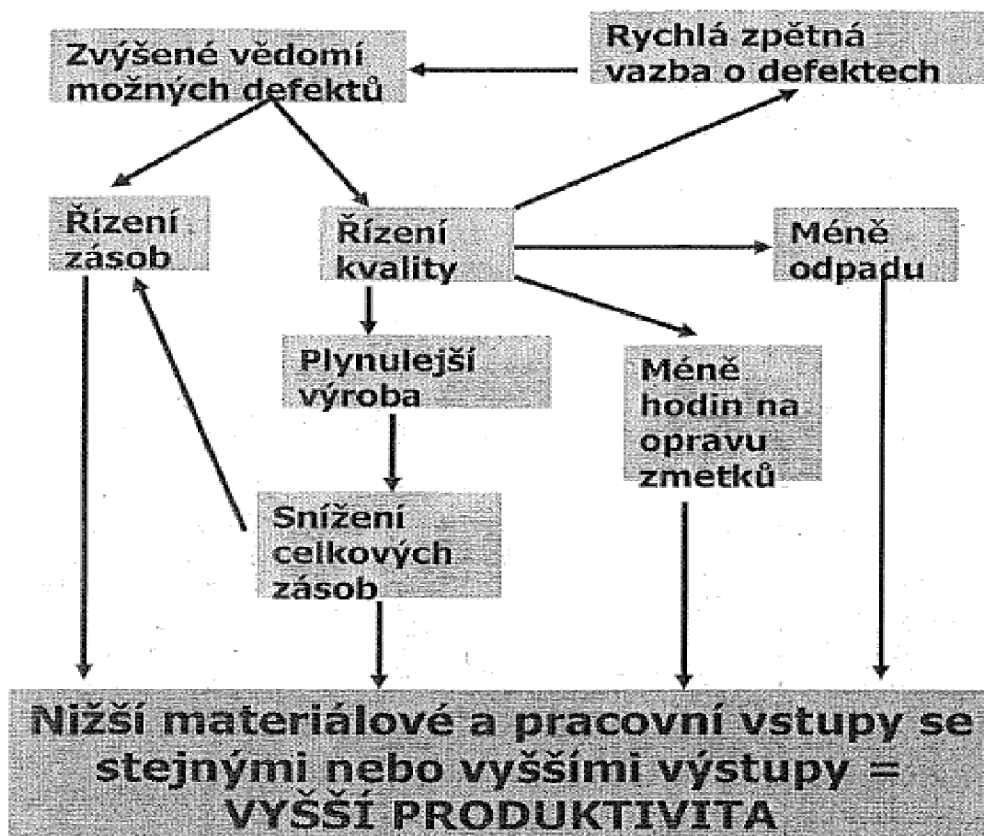 Zvýšené vědomí
možných defektů
Rychlá zpětná
vazba o defektech
Řízení
zásob
Řízení
kvality
Méně
odpadu
Plynulejší
výroba
Méně
hodin na
opravu
zmetků
Snížení
celkových
zásob
Nižší materiálové a pracovní vstupy se
stejnými nebo vyššími výstupy =
VYŠŠÍ PRODUKTIVITA